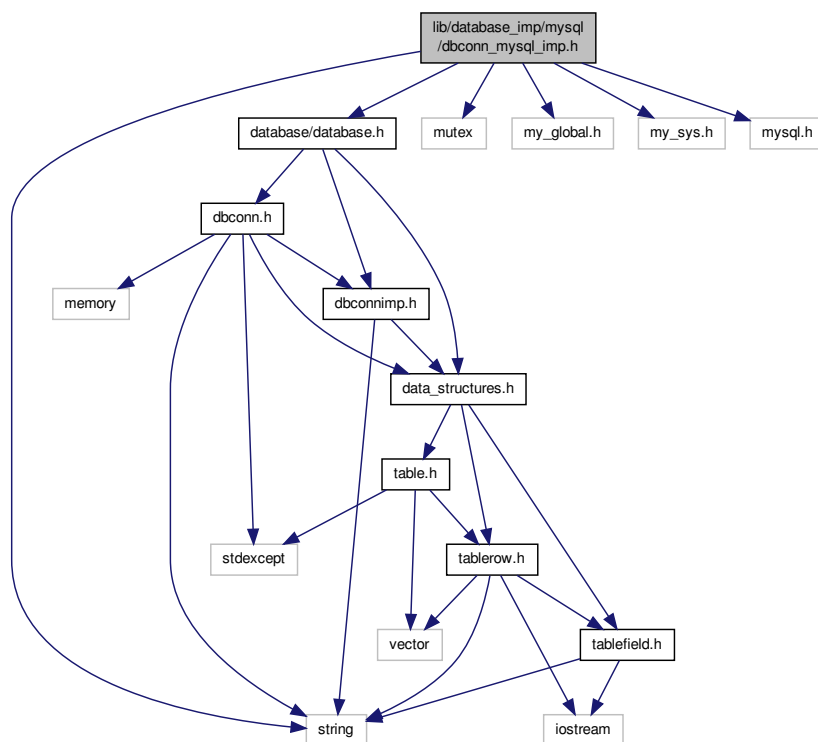 lib/database_imp/mysql
/dbconn_mysql_imp.h
database/database.h
mutex
my_global.h
my_sys.h
mysql.h
dbconn.h
memory
dbconnimp.h
data_structures.h
table.h
stdexcept
tablerow.h
vector
tablefield.h
string
iostream